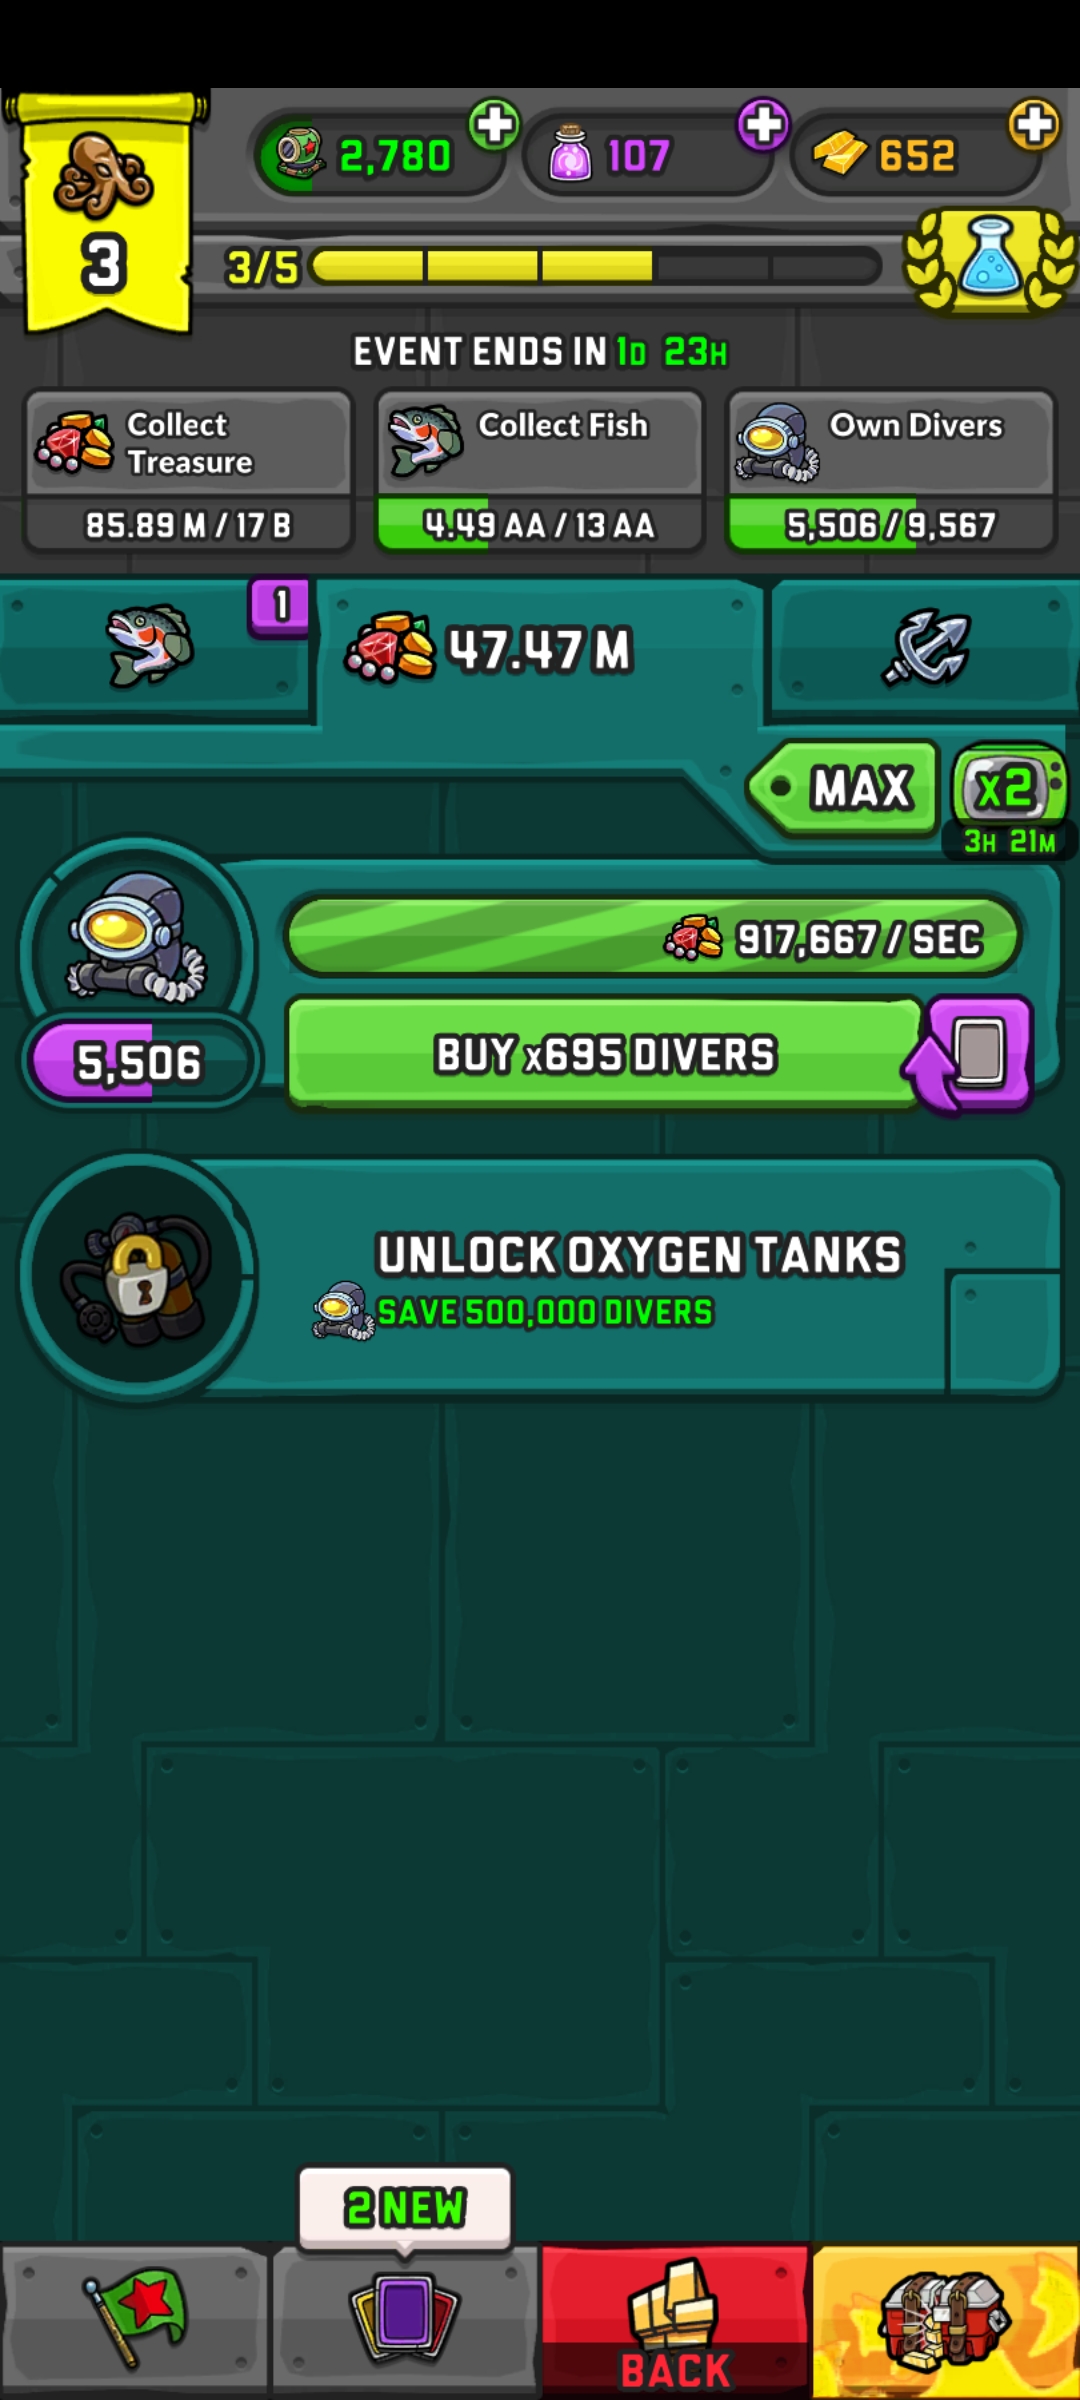 2,780
107
652
3
3/5
EVENT ENDS IN 1D 23H
Collect
Treasure
Collect Fish
Own Divers
85.89 M / 17 B
4.49 AA / 13 AA
5,506 / 9,567
1
47.47 M
MAX
x2
3H 21M
917,667 / SEC
5,506
BUY x695 DIVERS
UNLOCK OXYGEN TANKS
SAVE 500,000 DIVERS
2 NEW
BACK